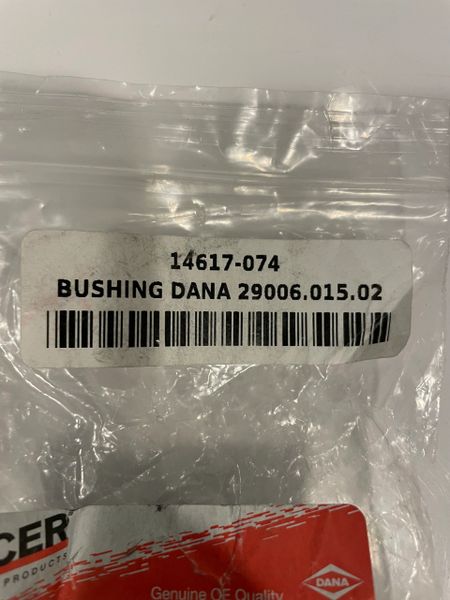 14617-074
BUSHING DANA 29006.015.02
CER
PRODUCTS
Genuine OE Quality
DANA